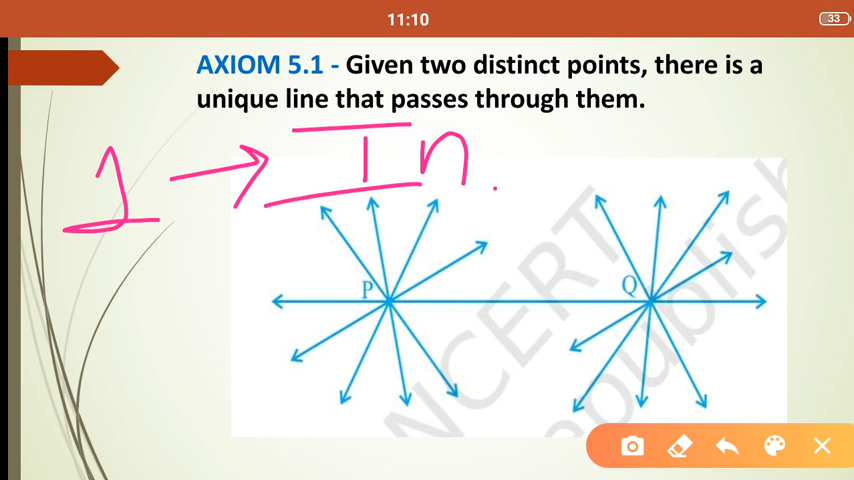 11:10
33
AXIOM 5.1 - Given two distinct points, there is a
unique line that passes through them.
1 → In.
P
Q
NCERT
republish